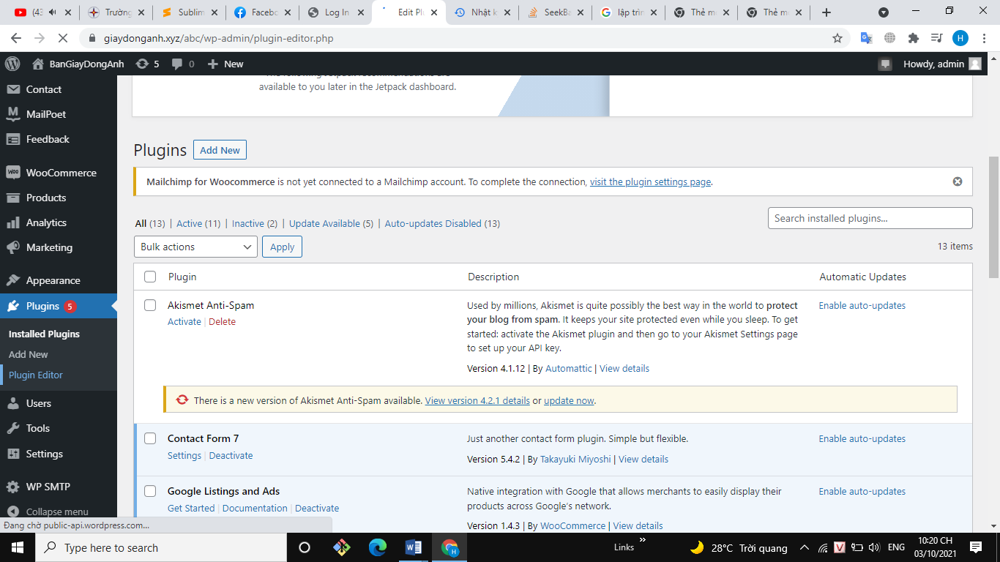 (43
Trường
Sublim
Facebo
Log In
Edit Plu
Nhật k
SeekBa
lập trìn
Thẻ m
Thẻ m
giaydonganh.xyz/abc/wp-admin/plugin-editor.php
H
BanGiayDongAnh 5 0 New Howdy, admin
available to you later in the Jetpack dashboard.
Contact
MailPoet
Feedback
WooCommerce
Products
Analytics
Marketing
Appearance
Plugins 5
Installed Plugins
Add New
Plugin Editor
Users
Tools
Settings
WP SMTP
Collapse menu
Plugins Add New
Mailchimp for Woocommerce is not yet connected to a Mailchimp account. To complete the connection, visit the plugin settings page.
All (13) | Active (11) | Inactive (2) | Update Available (5) | Auto-updates Disabled (13)
Search installed plugins...
Bulk actions Apply
13 items
Plugin Description Automatic Updates
Akismet Anti-Spam
Activate | Delete
Used by millions, Akismet is quite possibly the best way in the world to protect
your blog from spam. It keeps your site protected even while you sleep. To get
started: activate the Akismet plugin and then go to your Akismet Settings page
to set up your API key.
Version 4.1.12 | By Automattic | View details
Enable auto-updates
There is a new version of Akismet Anti-Spam available. View version 4.2.1 details or update now.
Contact Form 7
Settings | Deactivate
Just another contact form plugin. Simple but flexible.
Version 5.4.2 | By Takayuki Miyoshi | View details
Enable auto-updates
Google Listings and Ads
Get Started | Documentation | Deactivate
Native integration with Google that allows merchants to easily display their
products across Google's network.
Version 1.4.3 | By WooCommerce | View details
Enable auto-updates
Đang chờ public-api.wordpress.com...
Type here to search
Links
28°C Trời quang
ENG
10:20 CH
03/10/2021